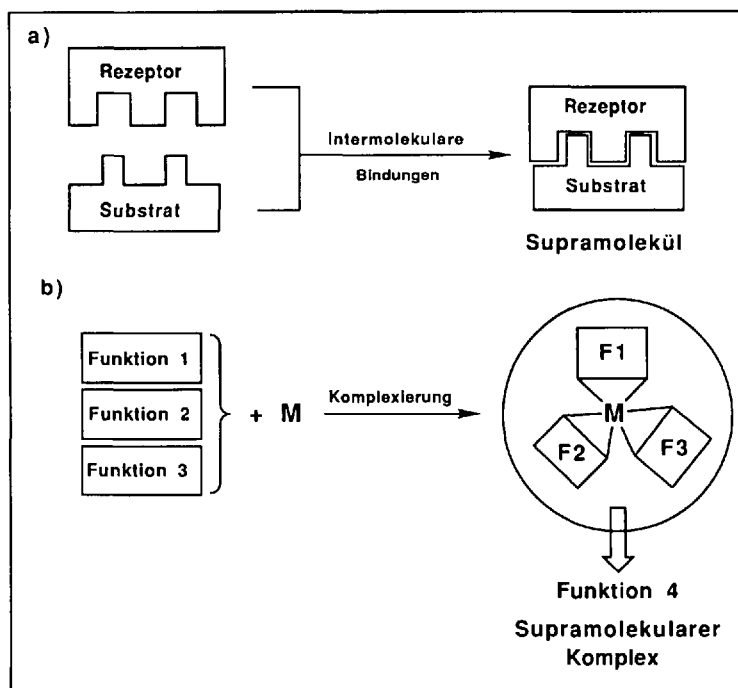 a)
Rezeptor
Substrat
Intermolekulare
Bindungen
Rezeptor
Substrat
Supramolekül
b)
Funktion 1
Funktion 2
Funktion 3
+ M
Komplexierung
F1
M
F2
F3
Funktion 4
Supramolekularer
Komplex